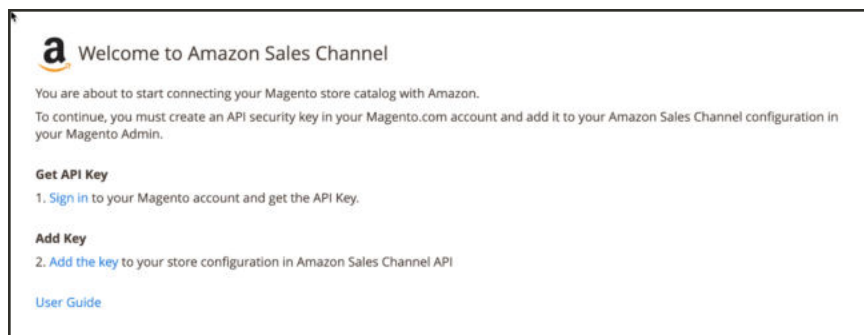 a Welcome to Amazon Sales Channel
You are about to start connecting your Magento store catalog with Amazon.
To continue, you must create an API security key in your Magento.com account and add it to your Amazon Sales Channel configuration in
your Magento Admin.
Get API Key
1. Sign in to your Magento account and get the API Key.
Add Key
2. Add the key to your store configuration in Amazon Sales Channel API
User Guide